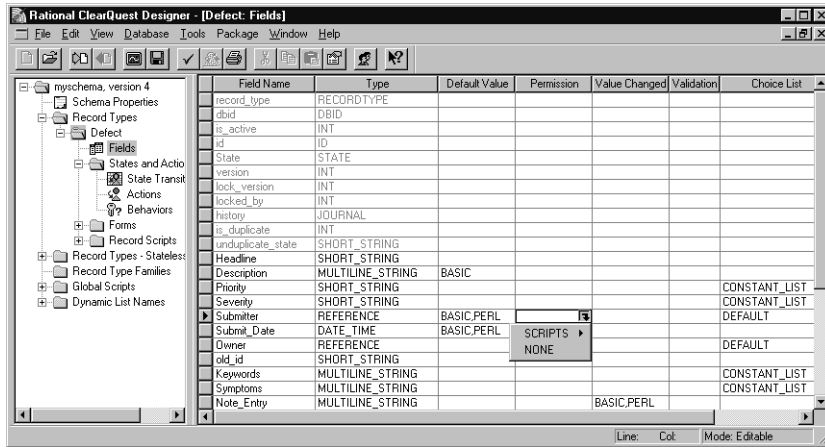 Rational ClearQuest Designer - [Defect: Fields]
File Edit View Database Tools Package Window Help
myschema, version 4
Schema Properties
Record Types
Defect
Fields
States and Actio
State Transit
Actions
Behaviors
Forms
Record Scripts
Record Types - Stateless
Record Type Families
Global Scripts
Dynamic List Names
Field Name Type Default Value Permission Value Changed Validation Choice List
record_type RECORDTYPE
dbid DBID
is_active INT
id ID
State STATE
version INT
lock_version INT
locked_by INT
history JOURNAL
is_duplicate INT
unduplicate_state SHORT_STRING
Headline SHORT_STRING
Description MULTILINE_STRING BASIC
Priority SHORT_STRING CONSTANT_LIST
Severity SHORT_STRING CONSTANT_LIST
Submitter REFERENCE BASIC,PERL DEFAULT
Submit_Date DATE_TIME BASIC,PERL
SCRIPTS
NONE
Owner REFERENCE DEFAULT
old_id SHORT_STRING
Keywords MULTILINE_STRING CONSTANT_LIST
Symptoms MULTILINE_STRING CONSTANT_LIST
Note_Entry MULTILINE_STRING BASIC,PERL
Line: Col: Mode: Editable